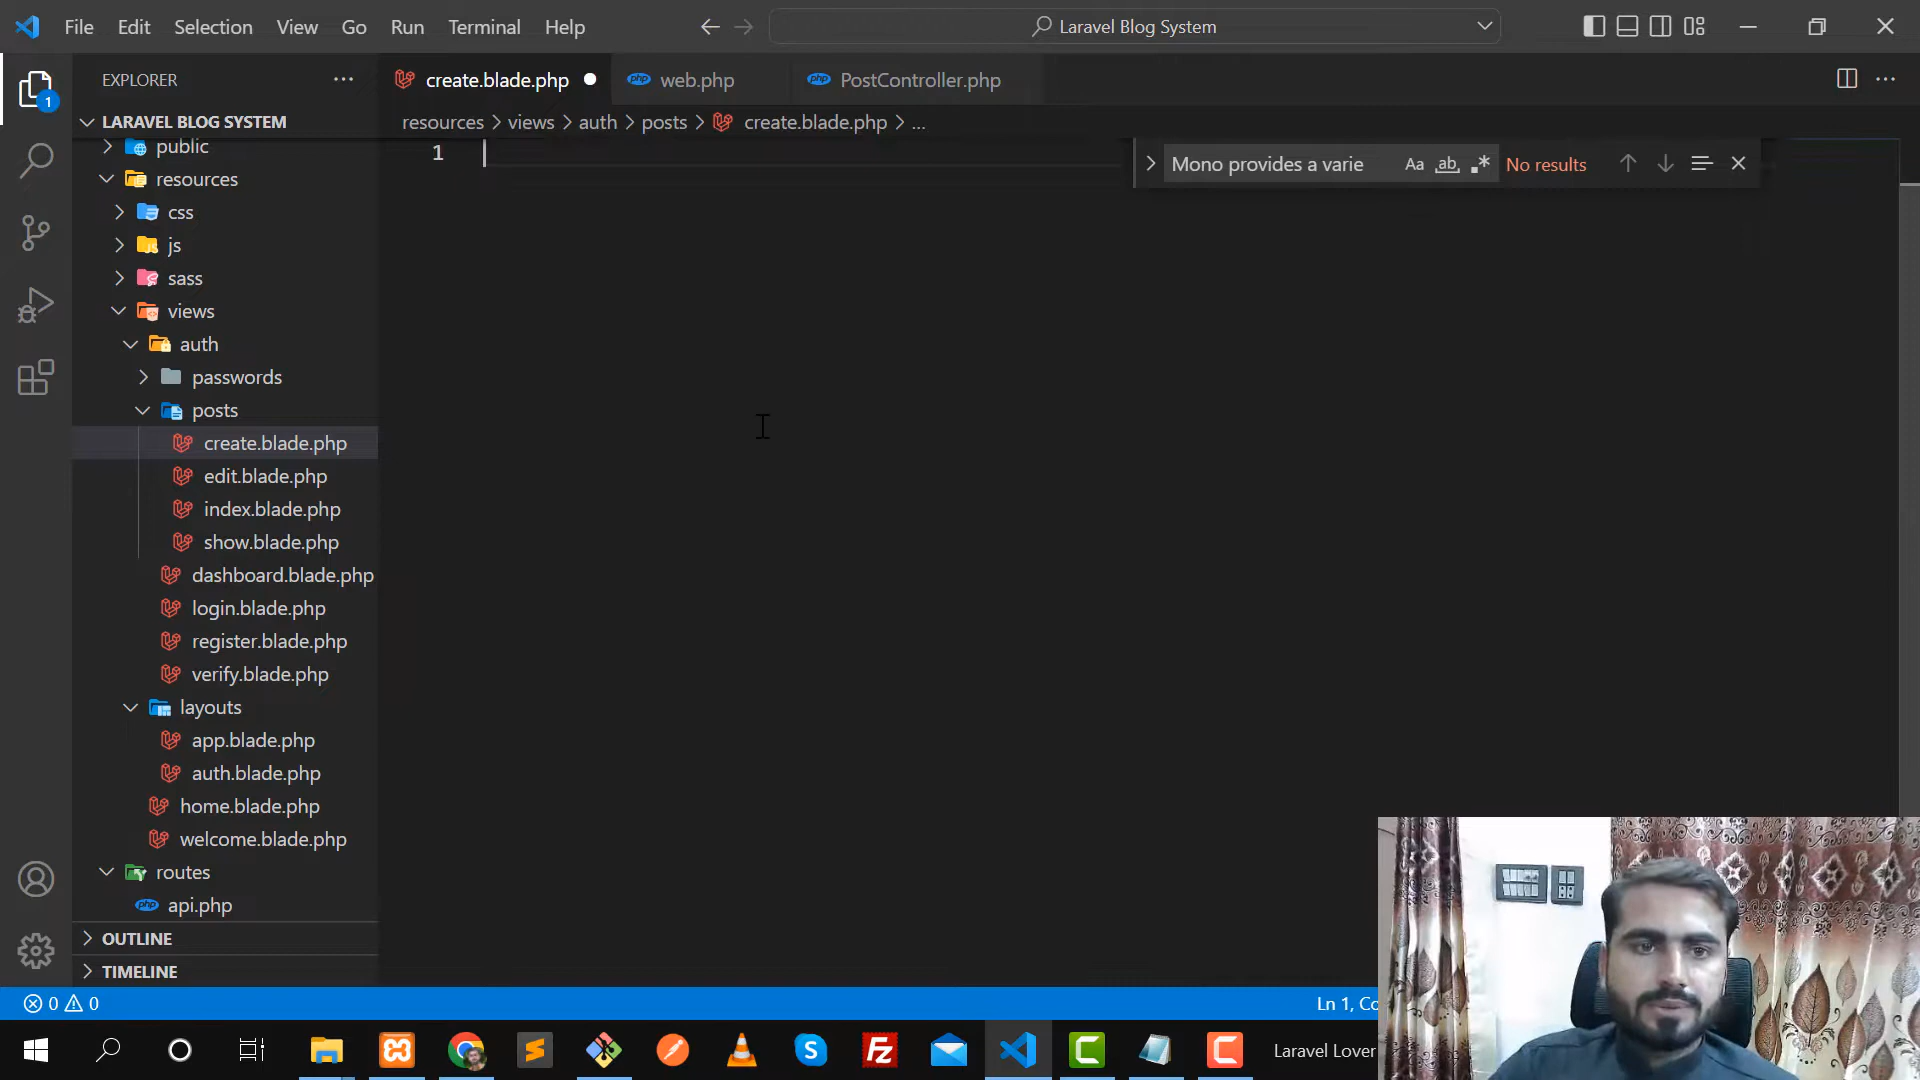 File Edit Selection View Go Run Terminal Help
Laravel Blog System
EXPLORER
create.blade.php
web.php
PostController.php
1
LARAVEL BLOG SYSTEM
resources > views > auth > posts > create.blade.php > ...
public
1
Mono provides a varie
Aa
ab
No results
resources
css
js
sass
views
auth
passwords
posts
create.blade.php
edit.blade.php
index.blade.php
show.blade.php
dashboard.blade.php
login.blade.php
register.blade.php
verify.blade.php
layouts
app.blade.php
auth.blade.php
home.blade.php
welcome.blade.php
routes
php api.php
OUTLINE
TIMELINE
0 0
Ln 1, Co
Laravel Lover